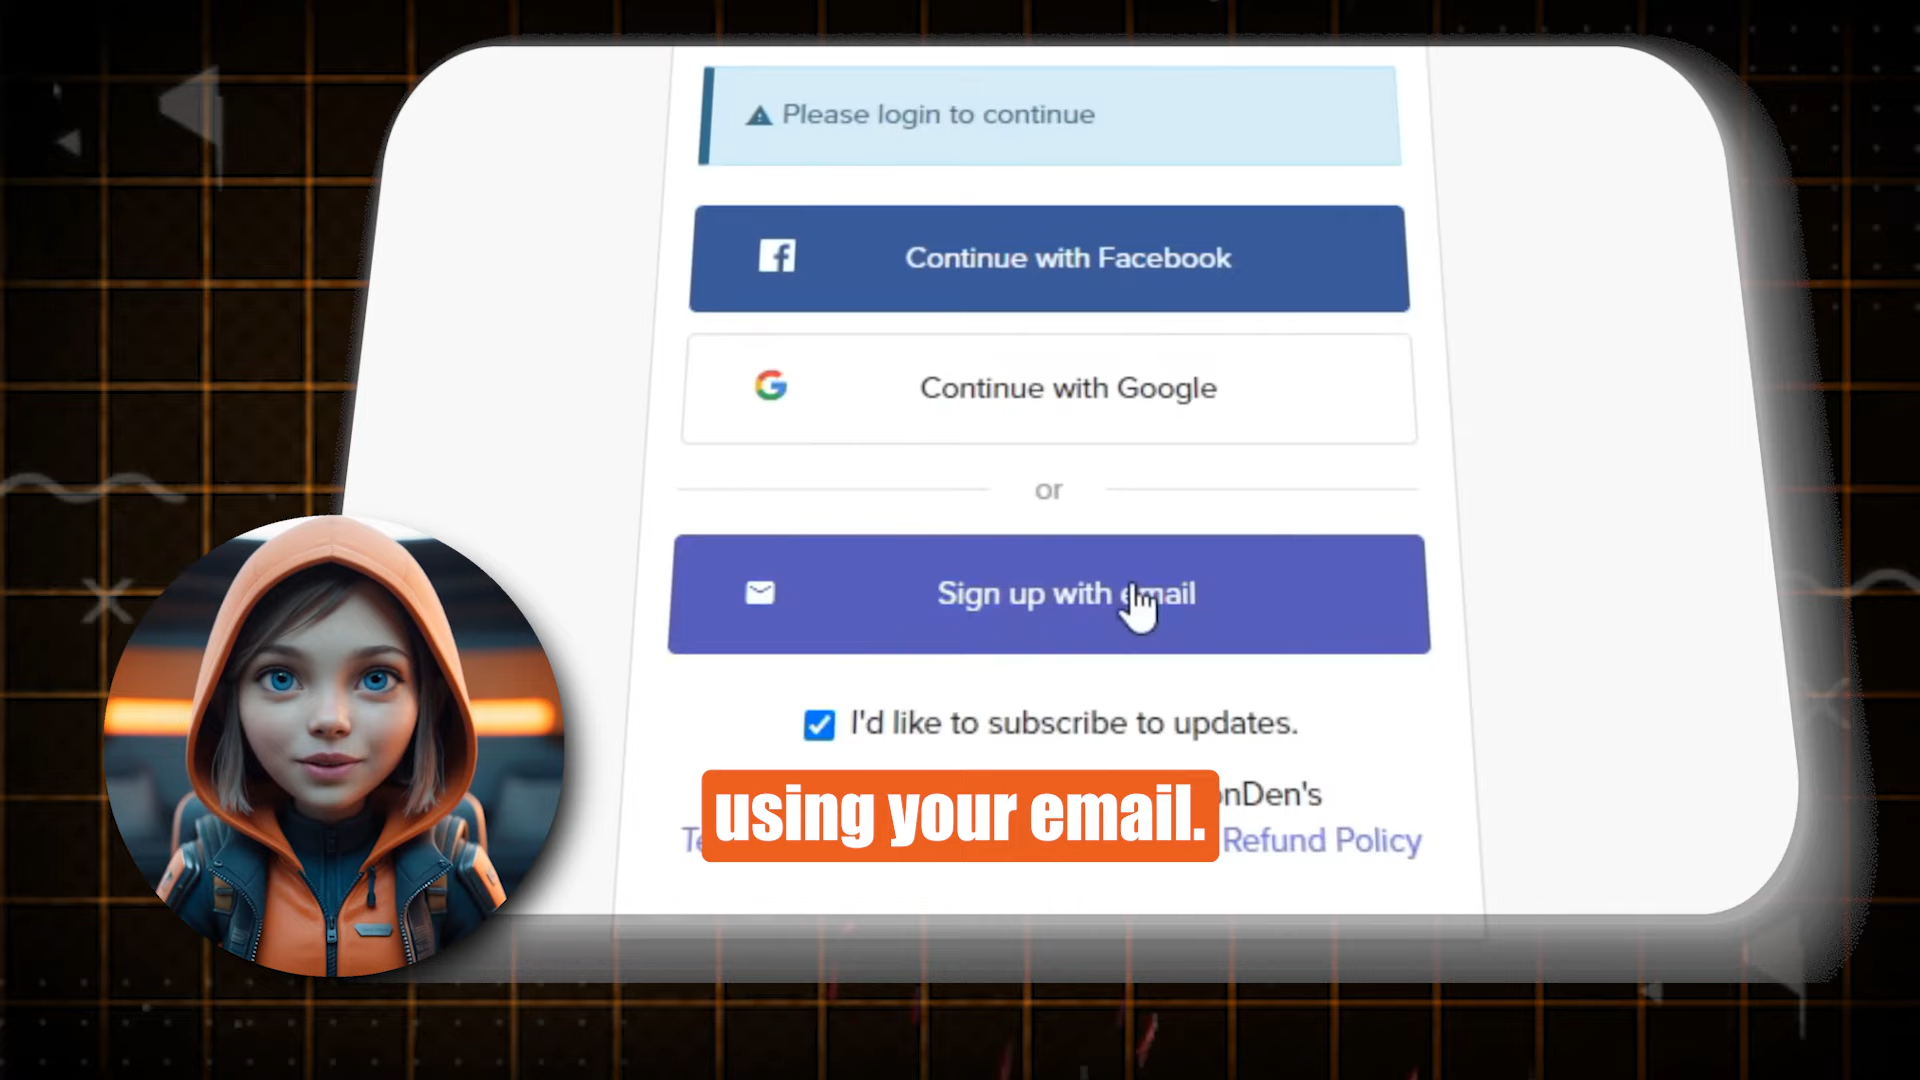 Please login to continue
Continue with Facebook
Continue with Google
or
Sign up with email
I'd like to subscribe to updates.
using your email.
Refund Policy